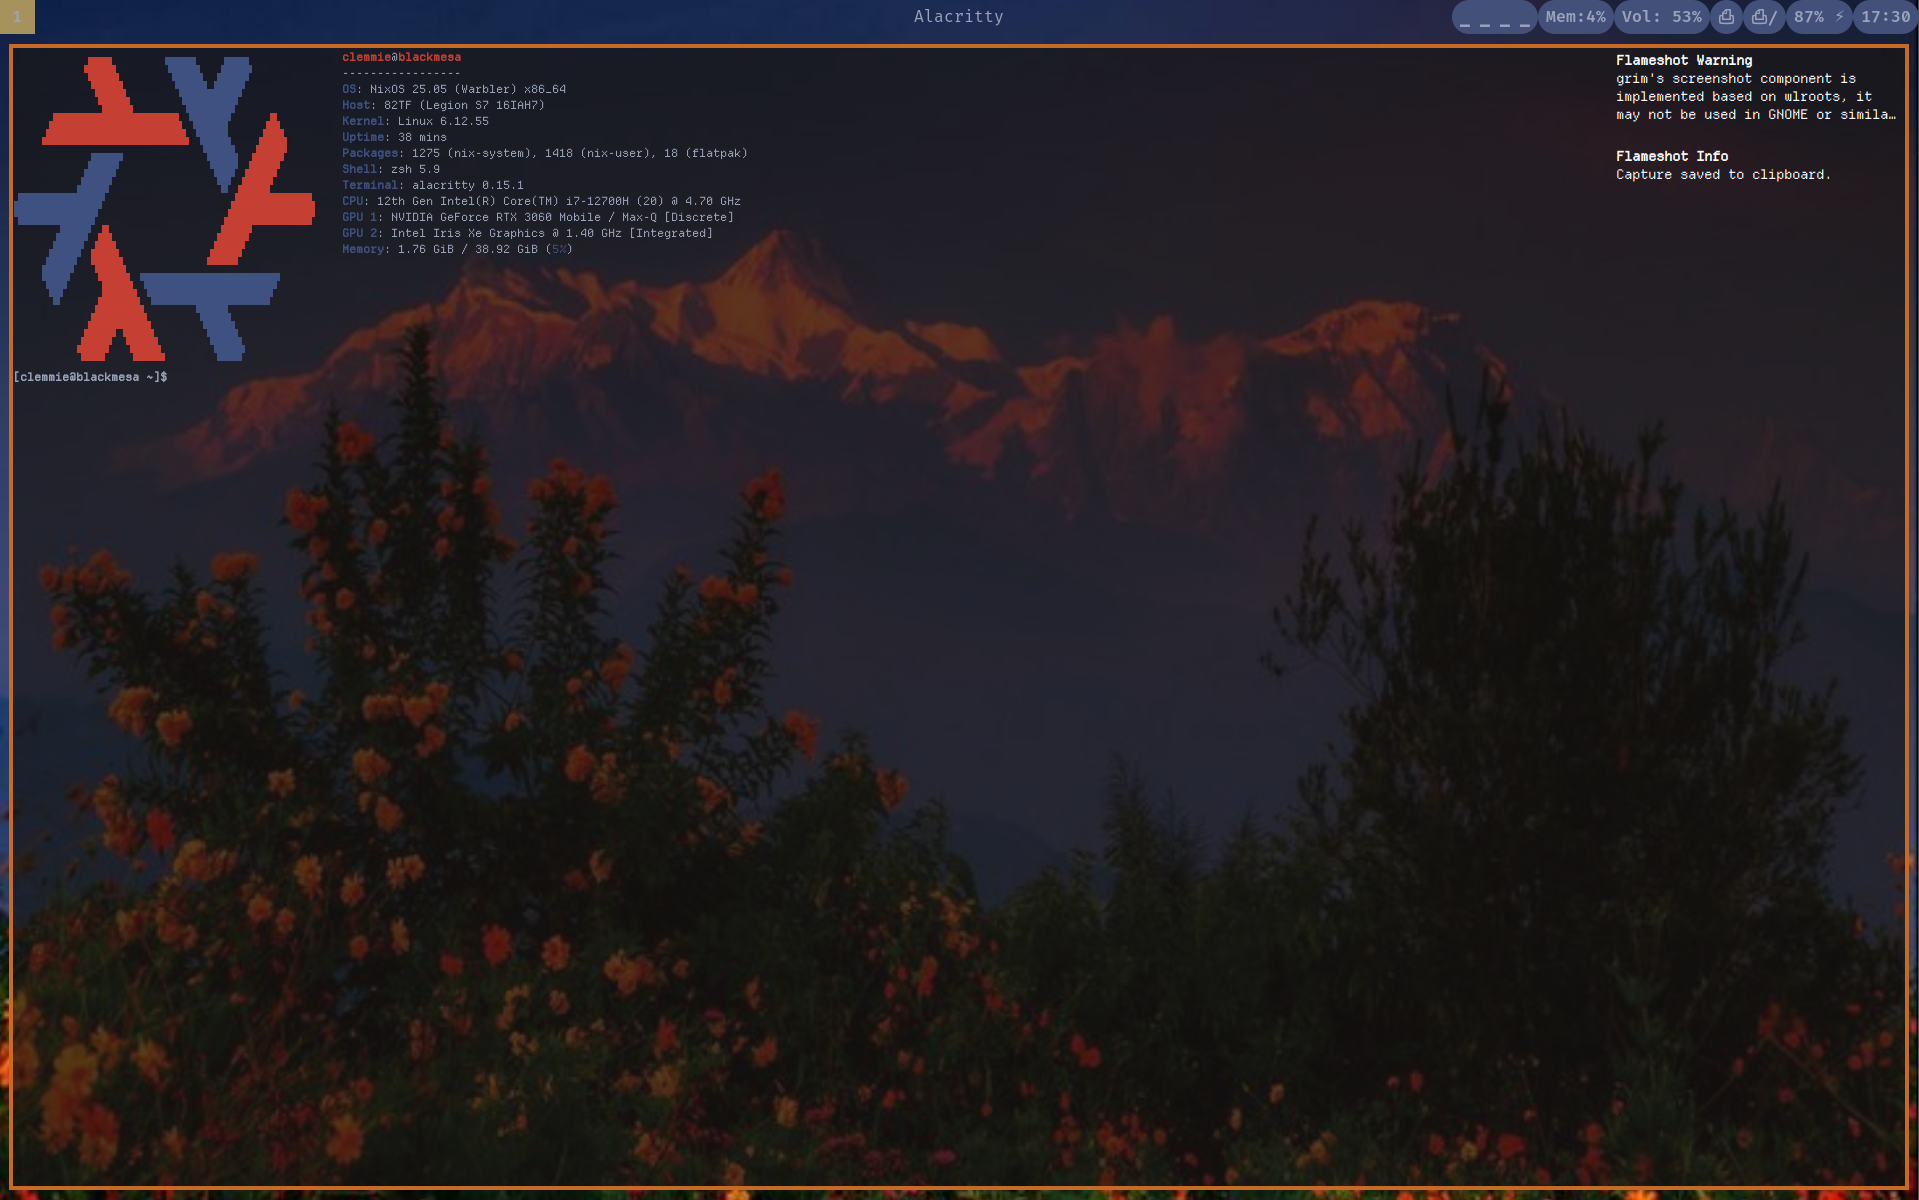 1
Alacritty
_ _ _ _ Mem:4% Vol: 53% 87% ⚡ 17:30
clemmie@blackmesa
-----------------
OS: NixOS 25.05 (Warbler) x86_64
Host: 82TF (Legion S7 16IAH7)
Kernel: Linux 6.12.55
Uptime: 38 mins
Packages: 1275 (nix-system), 1418 (nix-user), 18 (flatpak)
Shell: zsh 5.9
Terminal: alacritty 0.15.1
CPU: 12th Gen Intel(R) Core(TM) i7-12700H (20) @ 4.70 GHz
GPU 1: NVIDIA GeForce RTX 3060 Mobile / Max-Q [Discrete]
GPU 2: Intel Iris Xe Graphics @ 1.40 GHz [Integrated]
Memory: 1.76 GiB / 38.92 GiB (5%)
[clemmie@blackmesa ~]$
Flameshot Warning
grim's screenshot component is
implemented based on wlroots, it
may not be used in GNOME or simila…
Flameshot Info
Capture saved to clipboard.